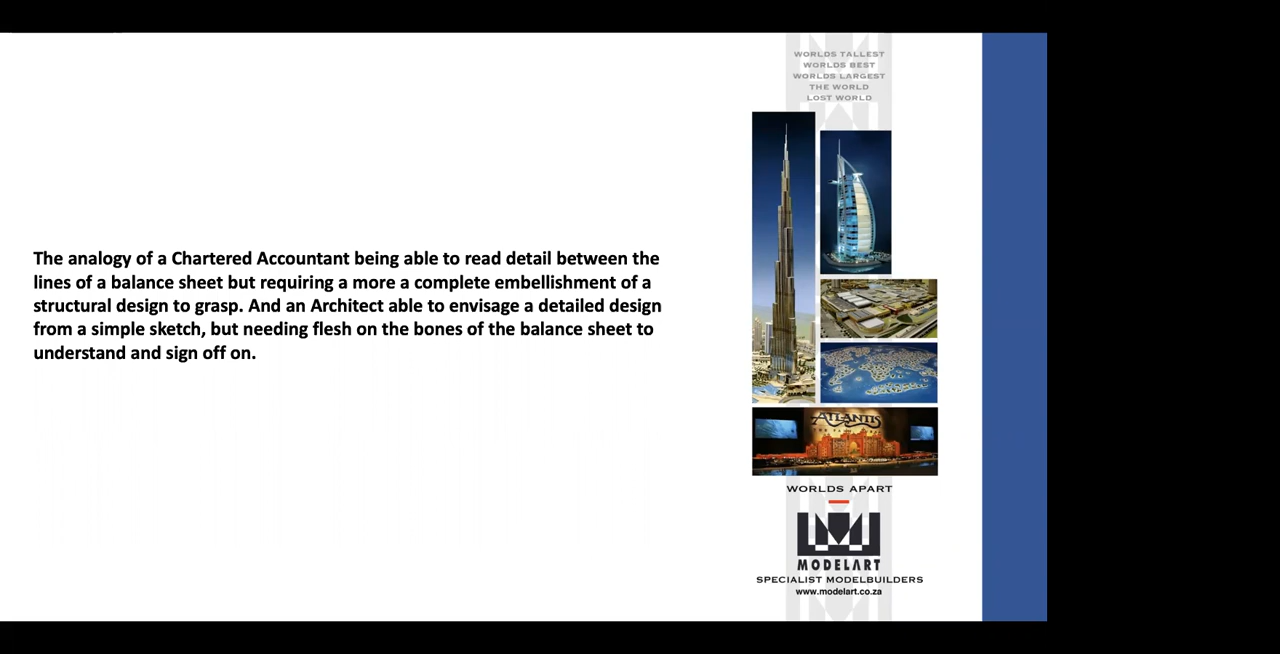 The analogy of a Chartered Accountant being able to read detail between the
lines of a balance sheet but requiring a more a complete embellishment of a
structural design to grasp. And an Architect able to envisage a detailed design
from a simple sketch, but needing flesh on the bones of the balance sheet to
understand and sign off on.
WORLDS TALLEST
WORLDS BEST
WORLDS LARGEST
THE WORLD
LOST WORLD
ATLANTIS
WORLDS APART
MODELART
SPECIALIST MODELBUILDERS
www.modelart.co.za